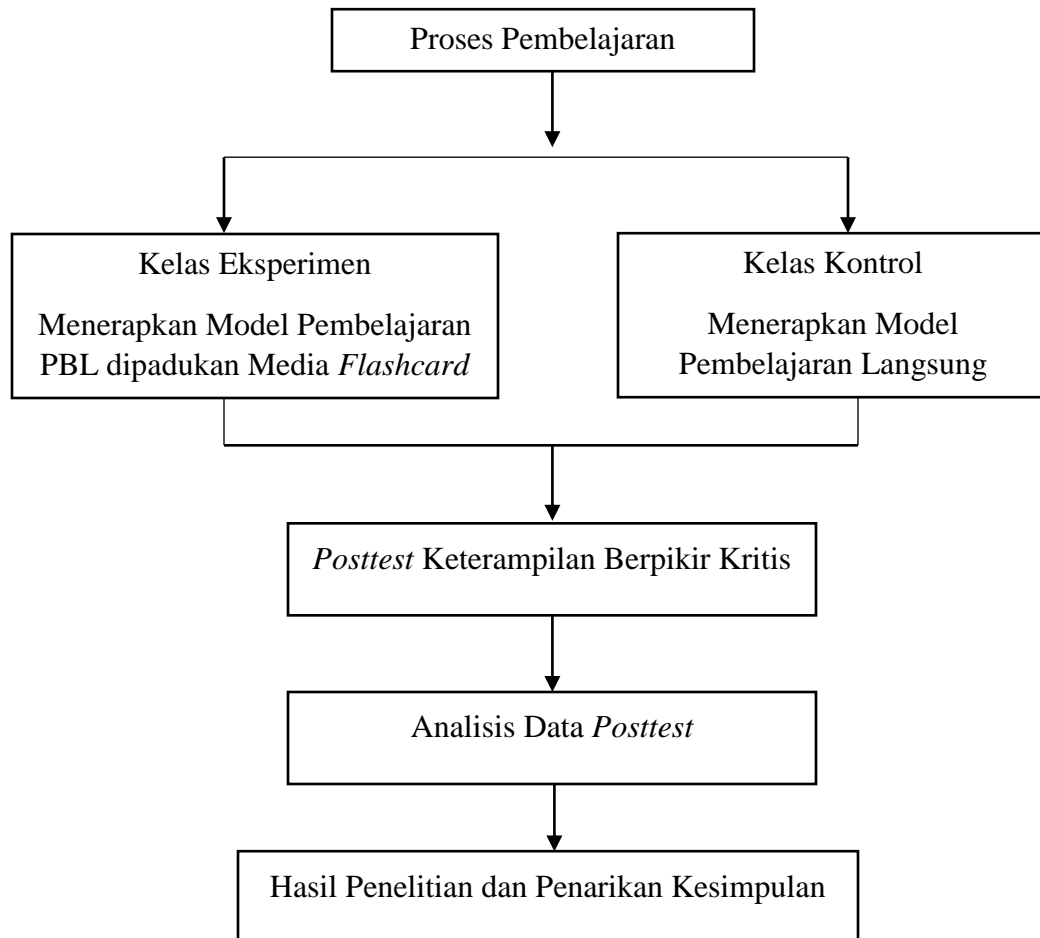 Proses Pembelajaran
Kelas Eksperimen
Menerapkan Model Pembelajaran
PBL dipadukan Media Flashcard
Kelas Kontrol
Menerapkan Model
Pembelajaran Langsung
Posttest Keterampilan Berpikir Kritis
Analisis Data Posttest
Hasil Penelitian dan Penarikan Kesimpulan